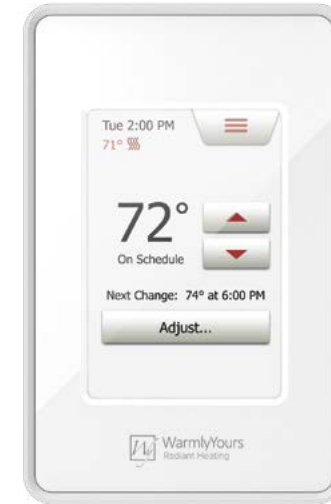 Tue 2:00 PM
71°
72°
On Schedule
Next Change: 74° at 6:00 PM
Adjust...
WY
WarmlyYours
Radiant Heating